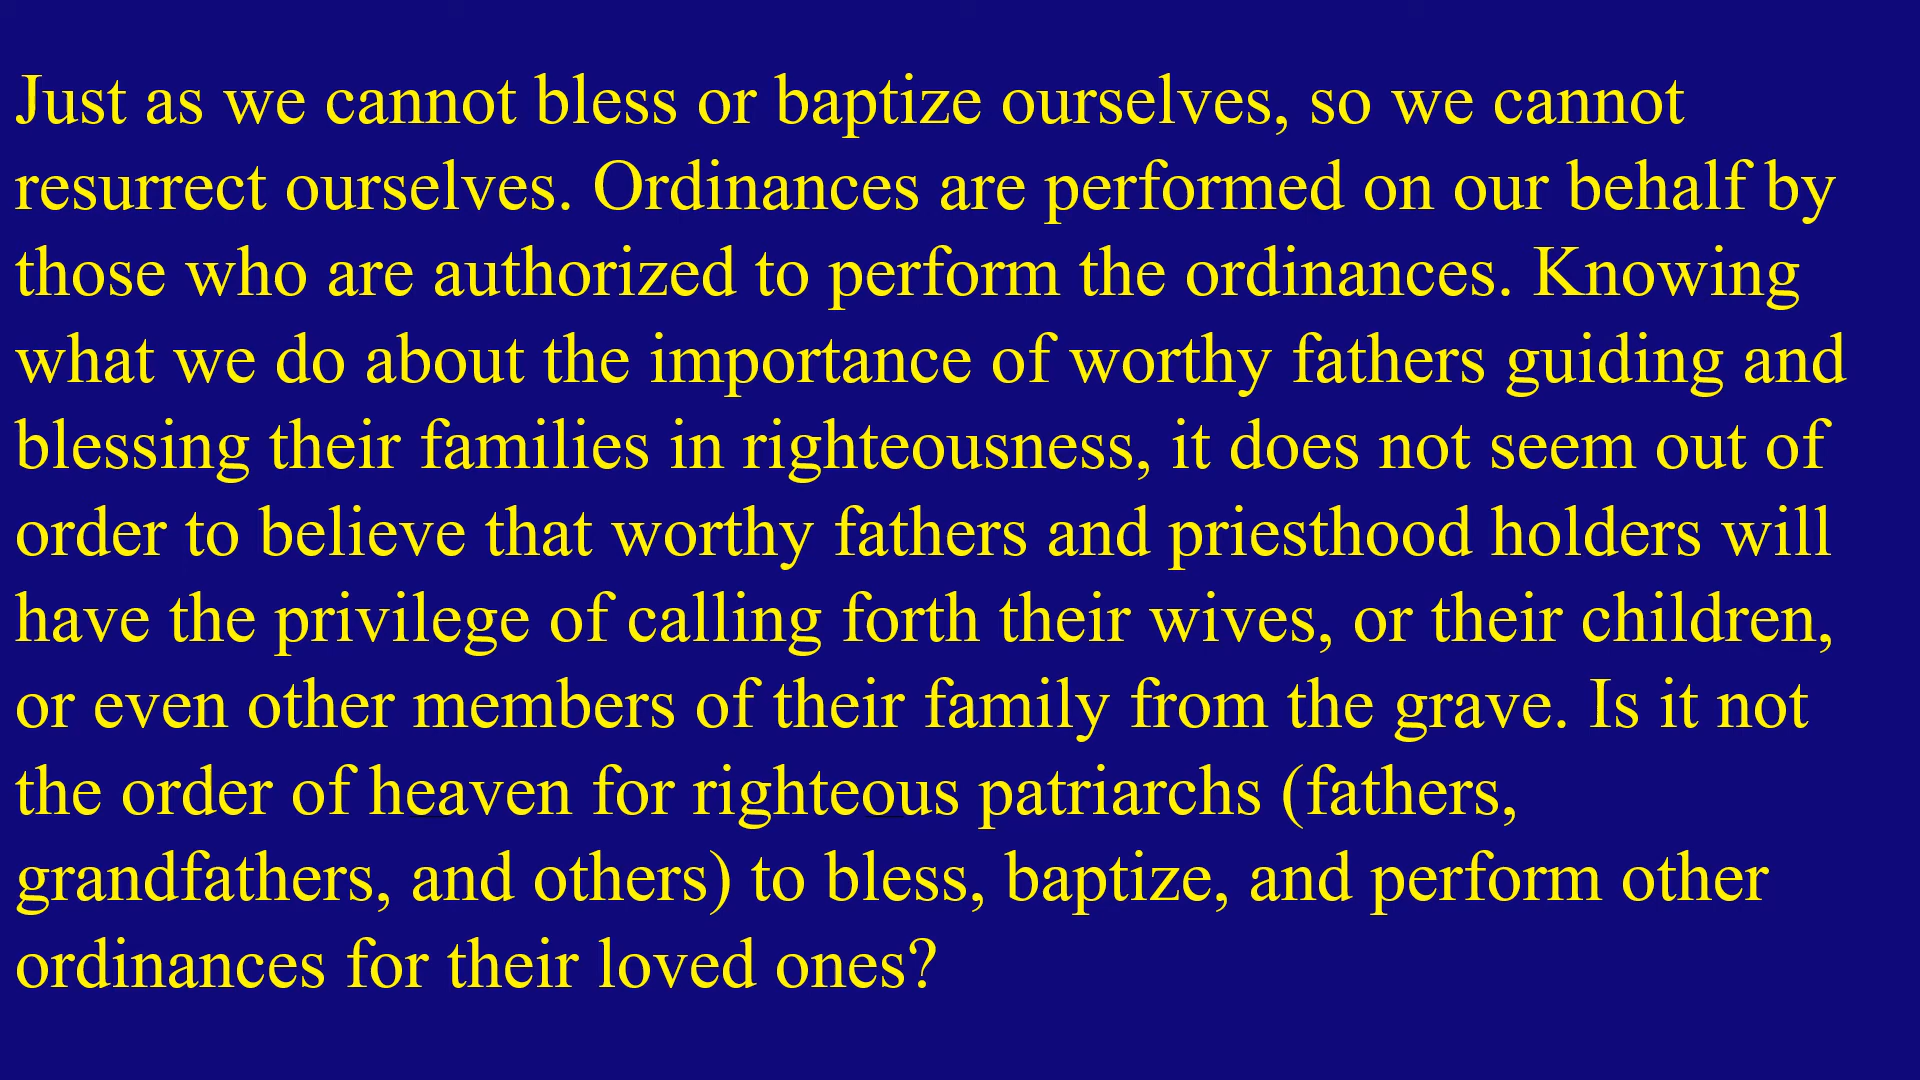 Just as we cannot bless or baptize ourselves, so we cannot
resurrect ourselves. Ordinances are performed on our behalf by
those who are authorized to perform the ordinances. Knowing
what we do about the importance of worthy fathers guiding and
blessing their families in righteousness, it does not seem out of
order to believe that worthy fathers and priesthood holders will
have the privilege of calling forth their wives, or their children,
or even other members of their family from the grave. Is it not
the order of heaven for righteous patriarchs (fathers,
grandfathers, and others) to bless, baptize, and perform other
ordinances for their loved ones?